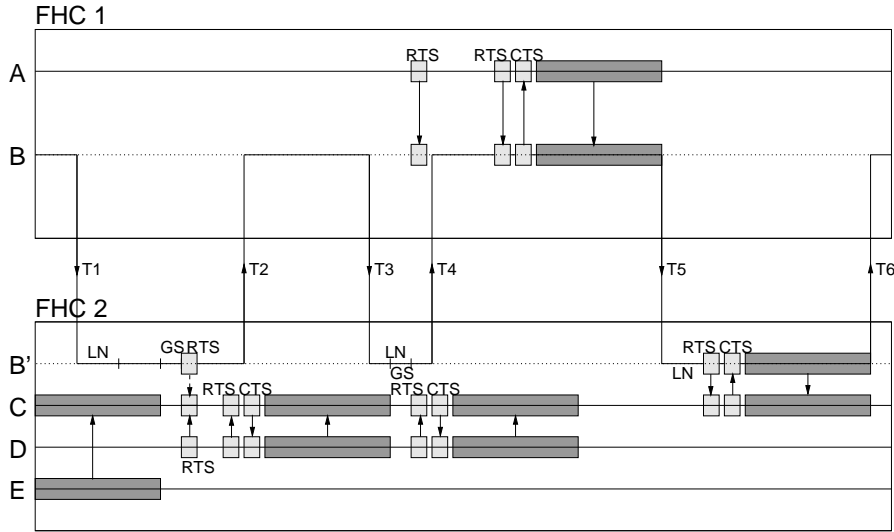 FHC 1
RTS RTS CTS
A
B
T1 T2 T3 T4 T5 T6
FHC 2
LN GS RTS LN RTS CTS
B'
GS LN
RTS CTS RTS CTS
C
D
RTS
E